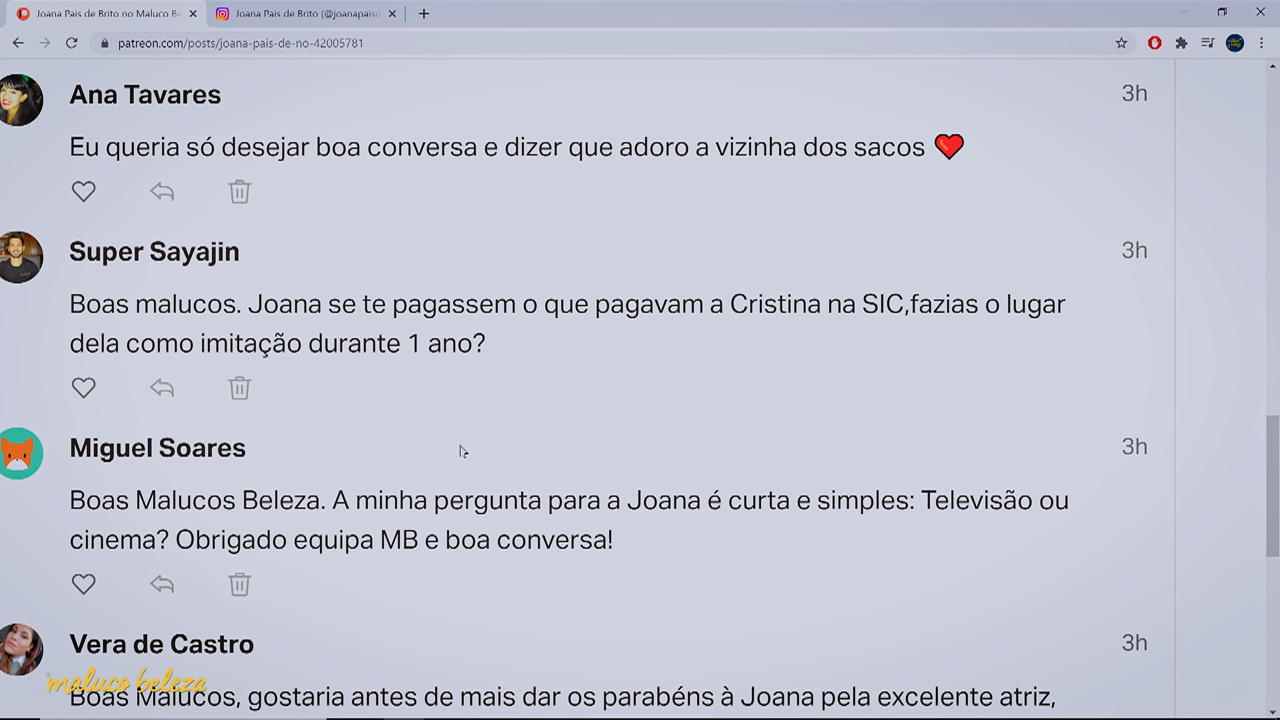 Joana Pais de Brito no Maluco Be
Joana Pais de Brito (@joanapaisd
patreon.com/posts/joana-pais-de-no-42005781
Ana Tavares
3h
Eu queria só desejar boa conversa e dizer que adoro a vizinha dos sacos ❤️
Super Sayajin
3h
Boas malucos. Joana se te pagassem o que pagavam a Cristina na SIC,fazias o lugar
dela como imitação durante 1 ano?
Miguel Soares
3h
Boas Malucos Beleza. A minha pergunta para a Joana é curta e simples: Televisão ou
cinema? Obrigado equipa MB e boa conversa!
Vera de Castro
3h
maluco beleza
Boas Malucos, gostaria antes de mais dar os parabéns à Joana pela excelente atriz,